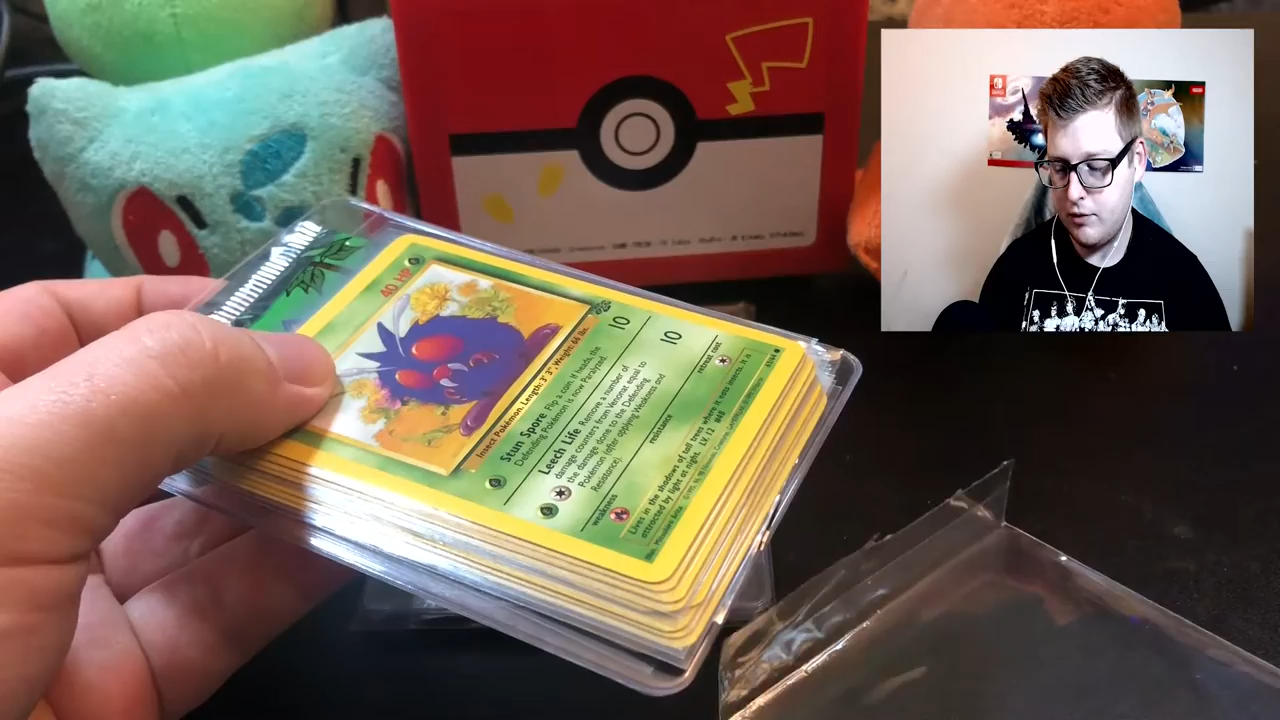 40 HP
Insect Pokémon. Length: 3' 3", Weight: 66 lbs.
Stun Spore Flip a coin. If heads, the
Defending Pokémon is now Paralyzed.
10
Leech Life Remove a number of
damage counters from Venonat equal to
the damage done to the Defending
Pokémon (after applying Weakness and
Resistance).
10
weakness
resistance
retreat cost
Lives in the shadows of tall trees where it eats insects. It is
attracted by light at night. LV. 12 #48